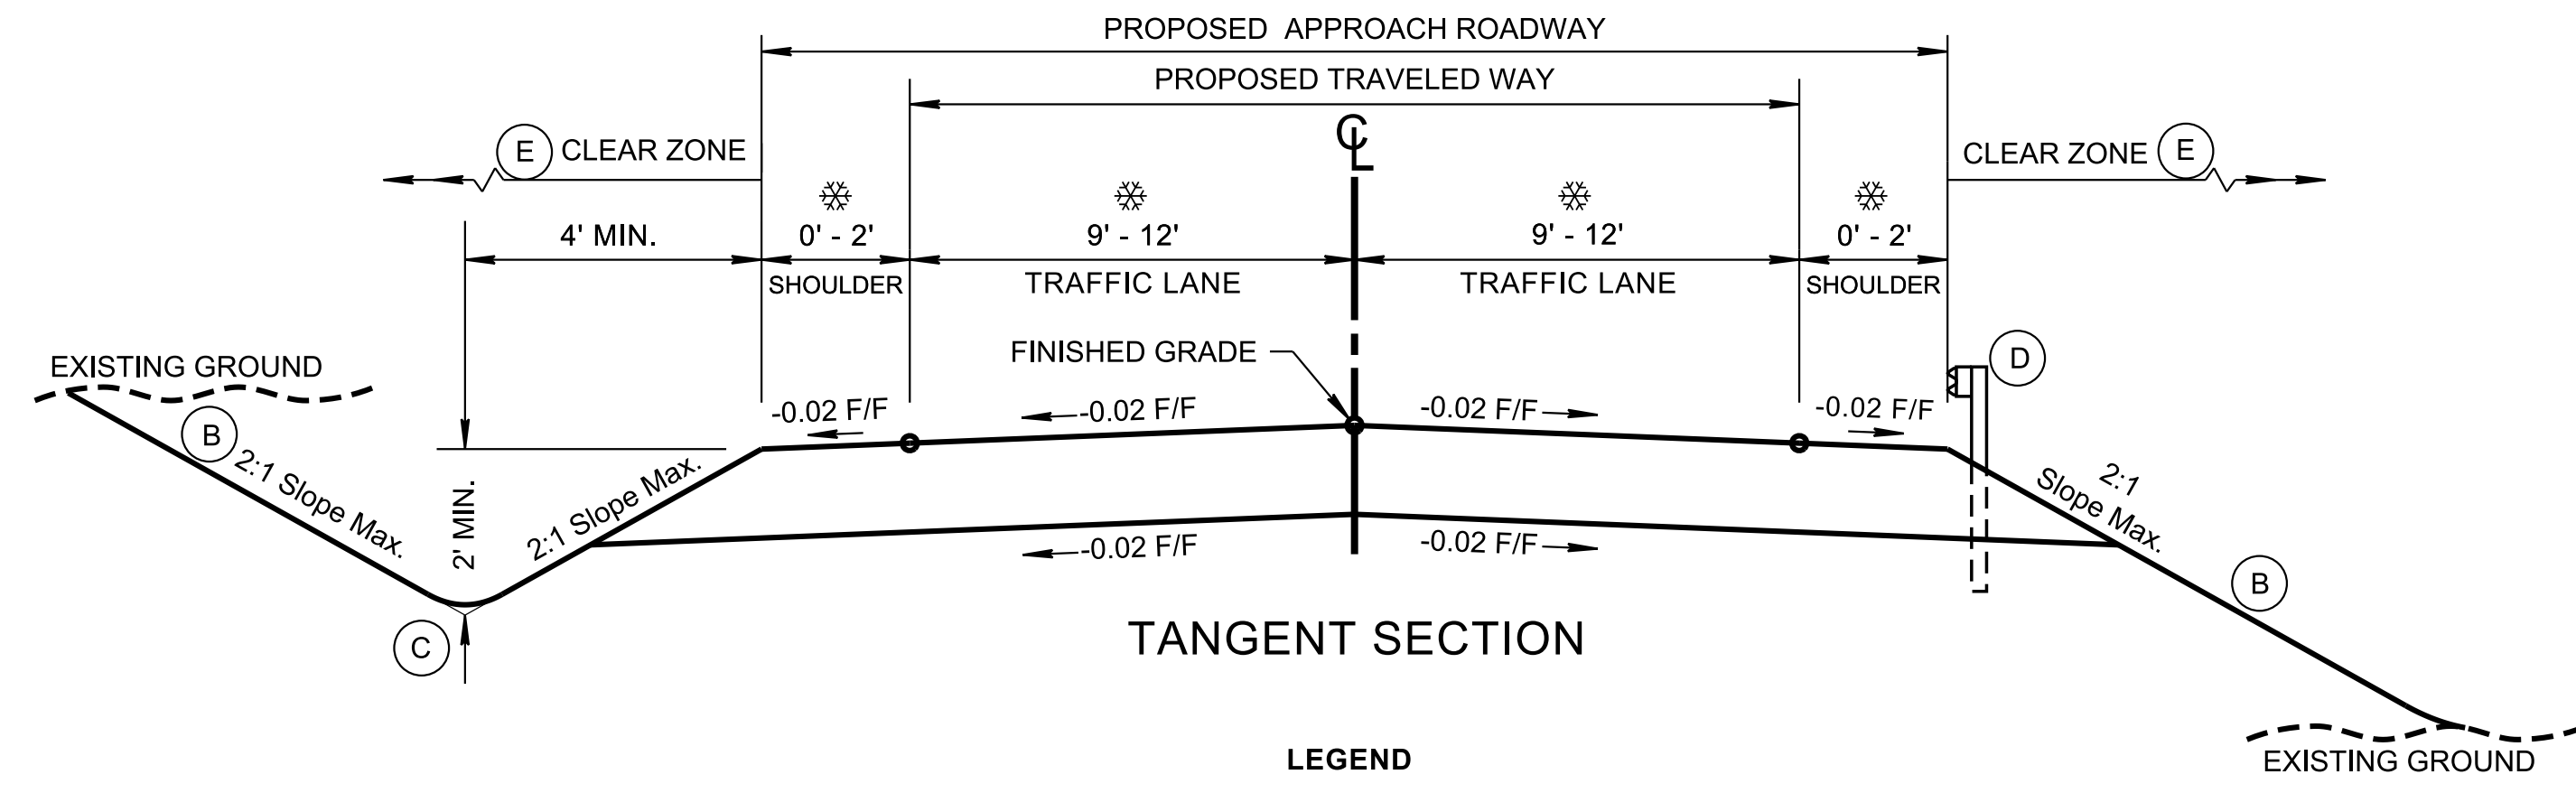 PROPOSED APPROACH ROADWAY
PROPOSED TRAVELED WAY
℄
E CLEAR ZONE
CLEAR ZONE E
4' MIN.
0' - 2'
9' - 12'
9' - 12'
0' - 2'
SHOULDER
TRAFFIC LANE
TRAFFIC LANE
SHOULDER
FINISHED GRADE
EXISTING GROUND
D
-0.02 F/F
-0.02 F/F
-0.02 F/F
-0.02 F/F
B
2:1 Slope Max.
2' MIN.
2:1 Slope Max.
2:1
Slope Max.
-0.02 F/F
-0.02 F/F
B
C
TANGENT SECTION
LEGEND
EXISTING GROUND